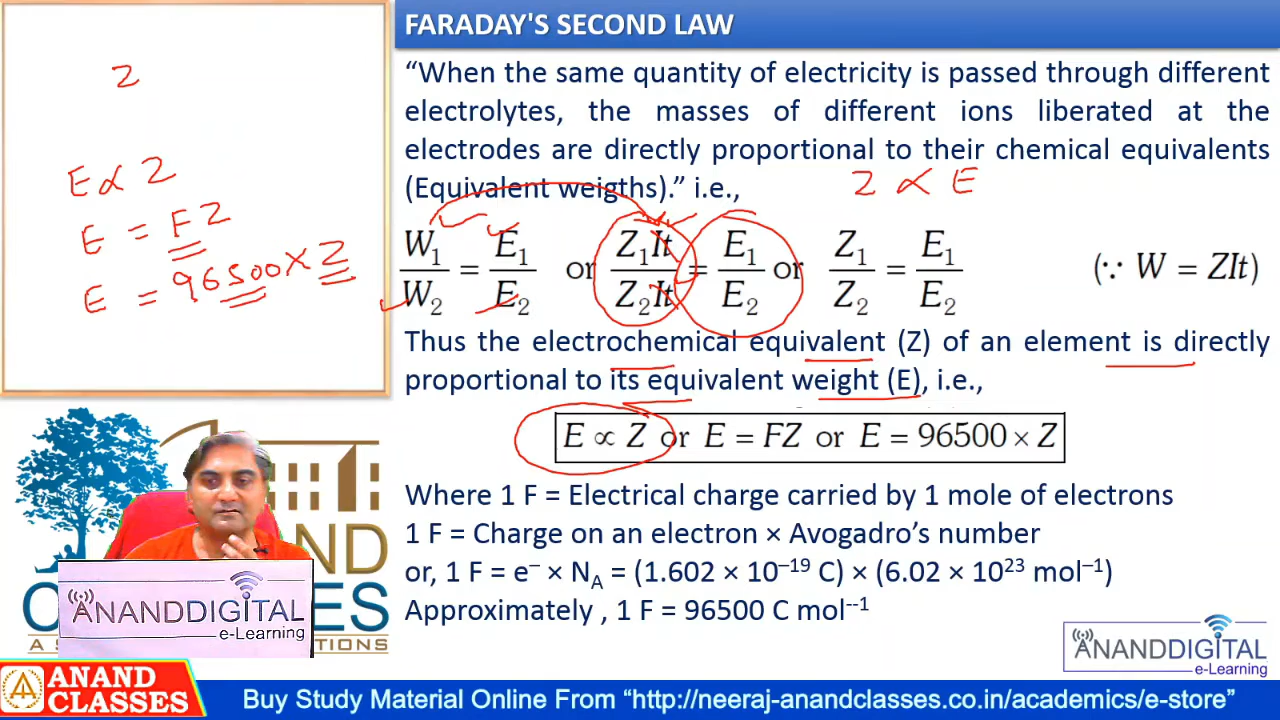 FARADAY'S SECOND LAW
“When the same quantity of electricity is passed through different
electrolytes, the masses of different ions liberated at the
electrodes are directly proportional to their chemical equivalents
(Equivalent weigths).” i.e.,
Z ∝ E
W₁/W₂ = E₁/E₂ or Z₁It/Z₂It = E₁/E₂ or Z₁/Z₂ = E₁/E₂ (∵ W = ZIt)
Thus the electrochemical equivalent (Z) of an element is directly
proportional to its equivalent weight (E), i.e.,
E ∝ Z or E = FZ or E = 96500 × Z
Where 1 F = Electrical charge carried by 1 mole of electrons
1 F = Charge on an electron × Avogadro’s number
or, 1 F = e⁻ × N_A = (1.602 × 10⁻¹⁹ C) × (6.02 × 10²³ mol⁻¹)
Approximately , 1 F = 96500 C mol⁻⁻¹
Z
E ∝ Z
E = FZ
E = 96500 × Z
ANANDDIGITAL
e-Learning
ANANDDIGITAL
e-Learning
ANAND
CLASSES
Buy Study Material Online From “http://neeraj-anandclasses.co.in/academics/e-store”